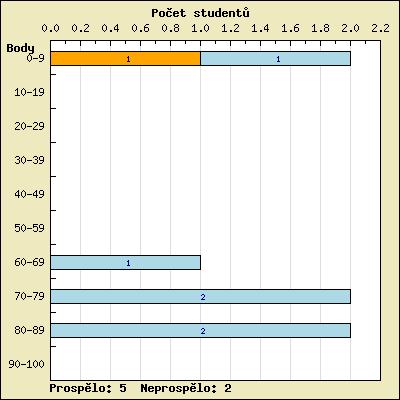 Počet studentů
0.0 0.2 0.4 0.6 0.8 1.0 1.2 1.4 1.6 1.8 2.0 2.2
Body
0-9 1 1
10-19
20-29
30-39
40-49
50-59
60-69 1
70-79 2
80-89 2
90-100
Prospělo: 5 Neprospělo: 2